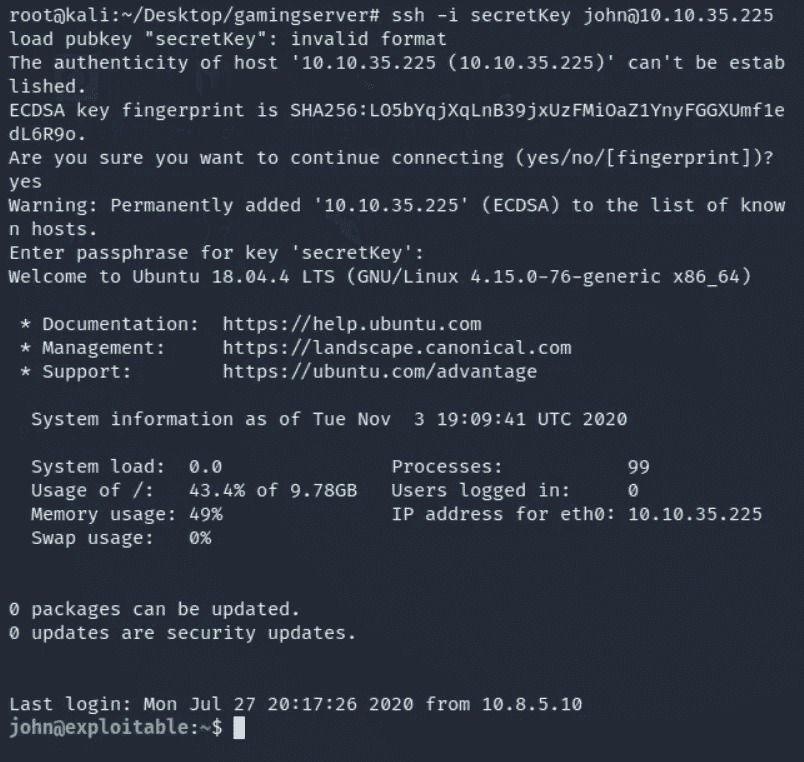 root@kali:~/Desktop/gamingserver# ssh -i secretKey john@10.10.35.225
load pubkey "secretKey": invalid format
The authenticity of host '10.10.35.225 (10.10.35.225)' can't be estab
lished.
ECDSA key fingerprint is SHA256:LO5bYqjXqLnB39jxUzFMiOaZ1YnyFGGXUmf1e
dL6R9o.
Are you sure you want to continue connecting (yes/no/[fingerprint])?
yes
Warning: Permanently added '10.10.35.225' (ECDSA) to the list of know
n hosts.
Enter passphrase for key 'secretKey':
Welcome to Ubuntu 18.04.4 LTS (GNU/Linux 4.15.0-76-generic x86_64)
* Documentation:  https://help.ubuntu.com
* Management:     https://landscape.canonical.com
* Support:        https://ubuntu.com/advantage
System information as of Tue Nov  3 19:09:41 UTC 2020
System load:  0.0               Processes:           99
Usage of /:   43.4% of 9.78GB   Users logged in:     0
Memory usage: 49%               IP address for eth0: 10.10.35.225
Swap usage:   0%
0 packages can be updated.
0 updates are security updates.
Last login: Mon Jul 27 20:17:26 2020 from 10.8.5.10
john@exploitable:~$